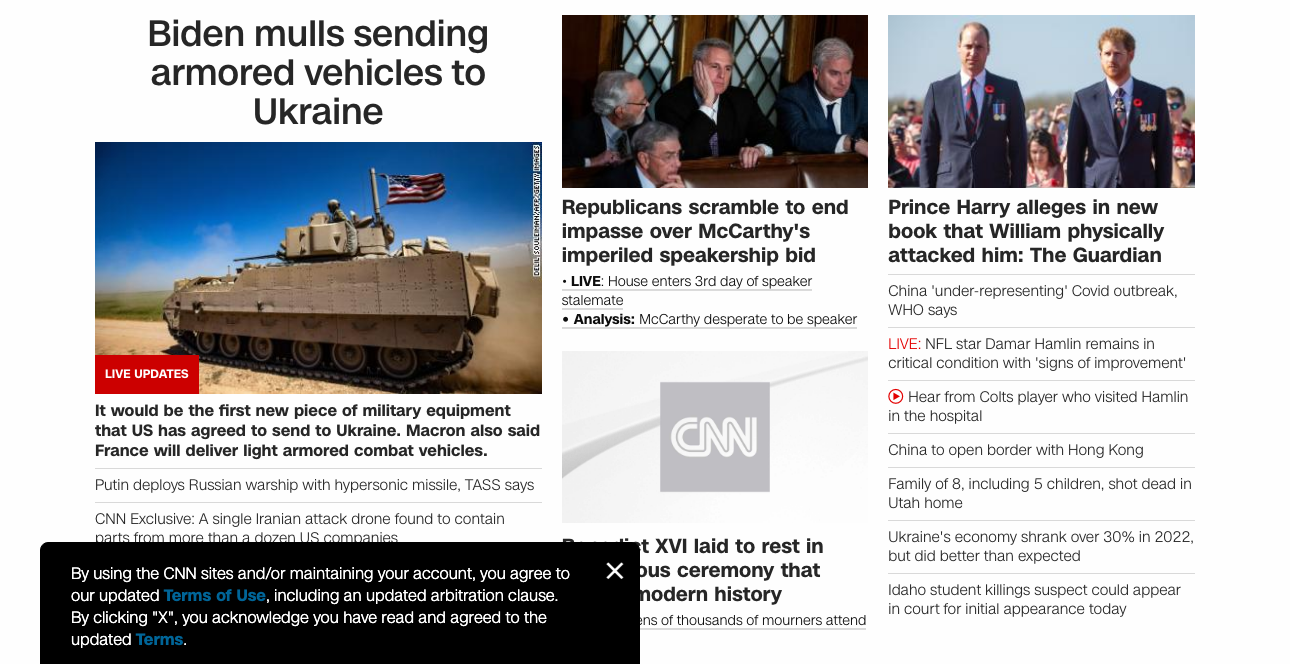 Biden mulls sending
armored vehicles to
Ukraine
DELIL SOULEIMAN/AFP/GETTY IMAGES
LIVE UPDATES
It would be the first new piece of military equipment
that US has agreed to send to Ukraine. Macron also said
France will deliver light armored combat vehicles.
Putin deploys Russian warship with hypersonic missile, TASS says
CNN Exclusive: A single Iranian attack drone found to contain
parts from more than a dozen US companies
By using the CNN sites and/or maintaining your account, you agree to
our updated Terms of Use, including an updated arbitration clause.
By clicking "X", you acknowledge you have read and agreed to the
updated Terms.
Republicans scramble to end
impasse over McCarthy's
imperiled speakership bid
• LIVE: House enters 3rd day of speaker
stalemate
• Analysis: McCarthy desperate to be speaker
CNN
XVI laid to rest in
ceremony that
modern history
of thousands of mourners attend
Prince Harry alleges in new
book that William physically
attacked him: The Guardian
China 'under-representing' Covid outbreak,
WHO says
LIVE: NFL star Damar Hamlin remains in
critical condition with 'signs of improvement'
Hear from Colts player who visited Hamlin
in the hospital
China to open border with Hong Kong
Family of 8, including 5 children, shot dead in
Utah home
Ukraine's economy shrank over 30% in 2022,
but did better than expected
Idaho student killings suspect could appear
in court for initial appearance today